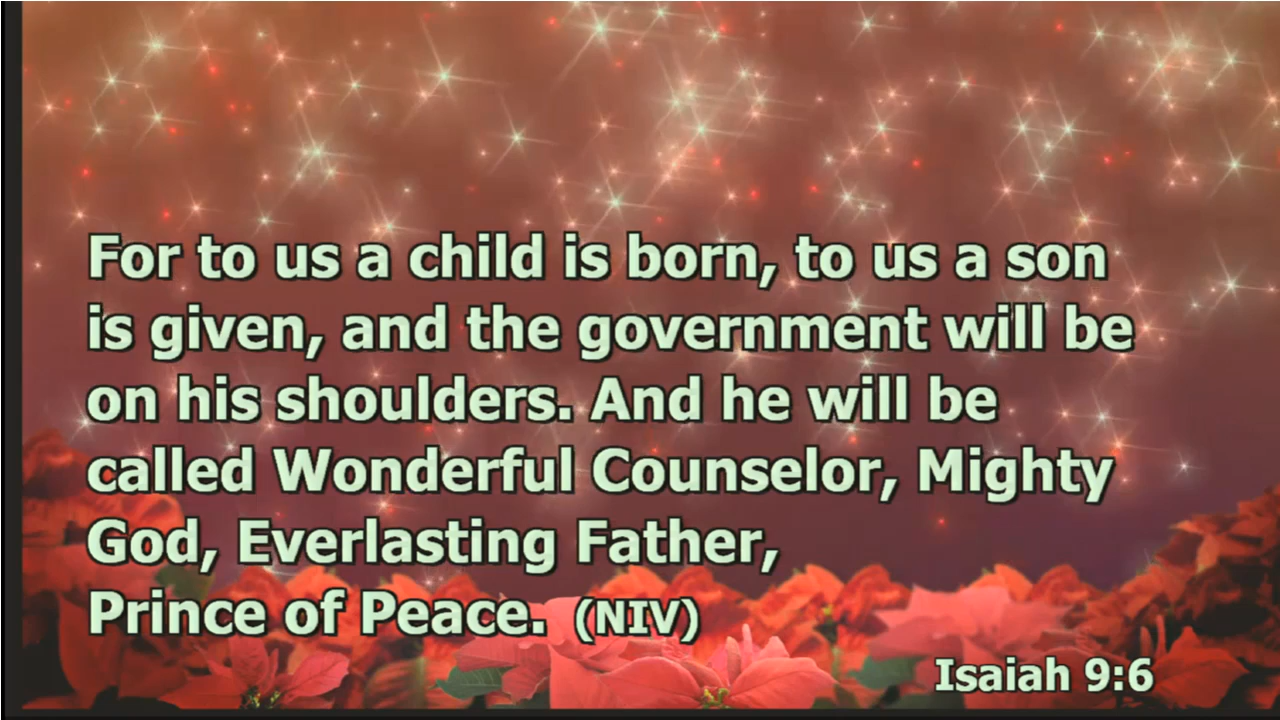 For to us a child is born, to us a son
is given, and the government will be
on his shoulders. And he will be
called Wonderful Counselor, Mighty
God, Everlasting Father,
Prince of Peace. (NIV)
Isaiah 9:6